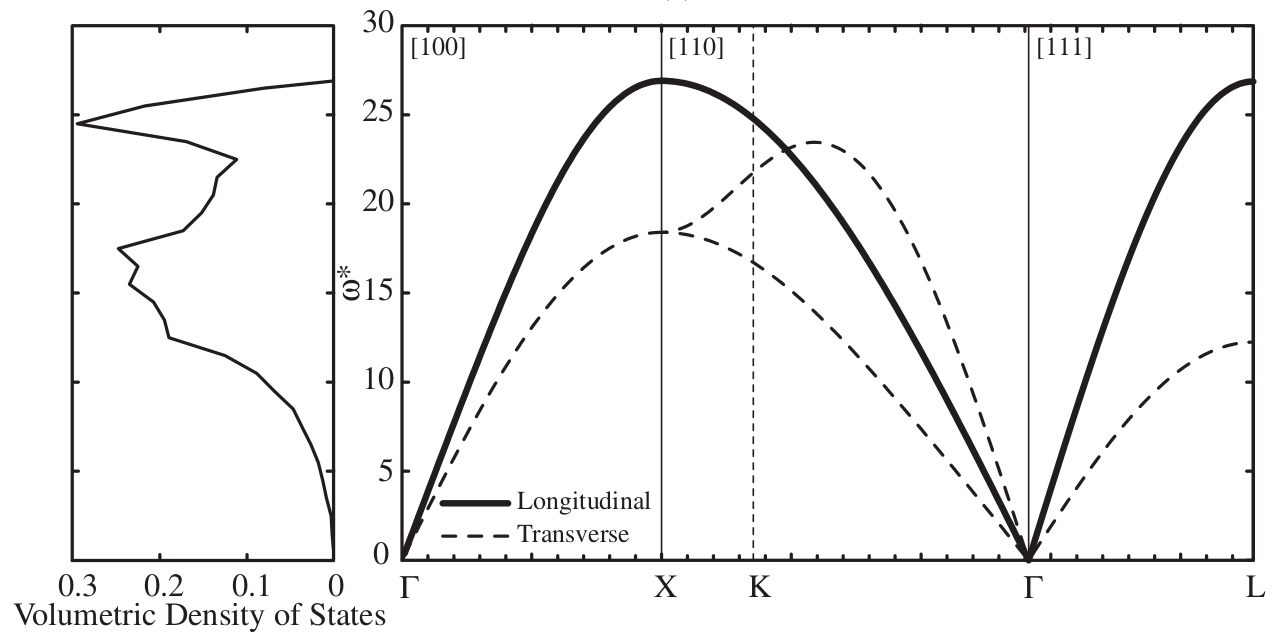 30
[100] [110] [111]
25
20
ω*
15
10
5
Longitudinal
Transverse
0
0.3 0.2 0.1 0 Γ X K Γ L
Volumetric Density of States